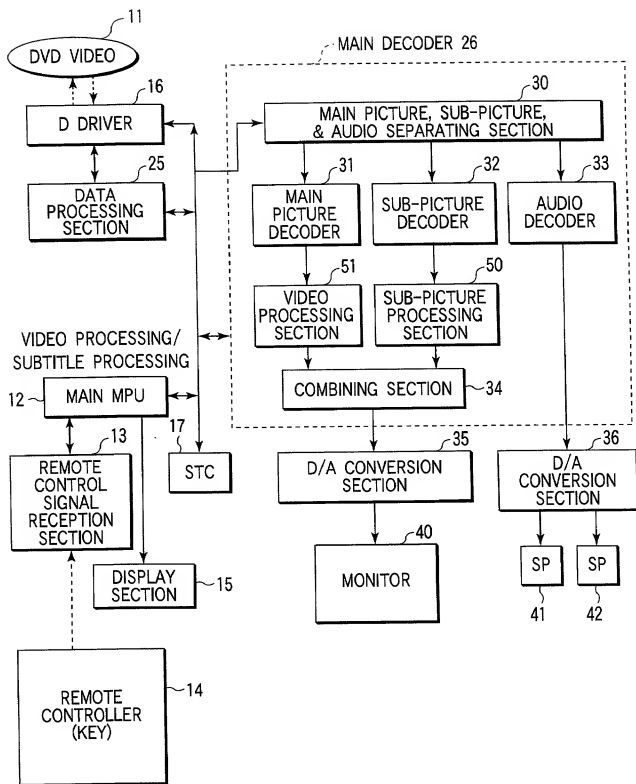 11
DVD VIDEO
16
D DRIVER
25
DATA
PROCESSING
SECTION
MAIN DECODER 26
30
MAIN PICTURE, SUB-PICTURE,
& AUDIO SEPARATING SECTION
31
MAIN
PICTURE
DECODER
32
SUB-PICTURE
DECODER
33
AUDIO
DECODER
51
VIDEO
PROCESSING
SECTION
50
SUB-PICTURE
PROCESSING
SECTION
COMBINING SECTION
34
VIDEO PROCESSING/
SUBTITLE PROCESSING
12
MAIN MPU
13
REMOTE
CONTROL
SIGNAL
RECEPTION
SECTION
17
STC
DISPLAY
SECTION
15
35
D/A CONVERSION
SECTION
36
D/A
CONVERSION
SECTION
40
MONITOR
SP
41
SP
42
14
REMOTE
CONTROLLER
(KEY)